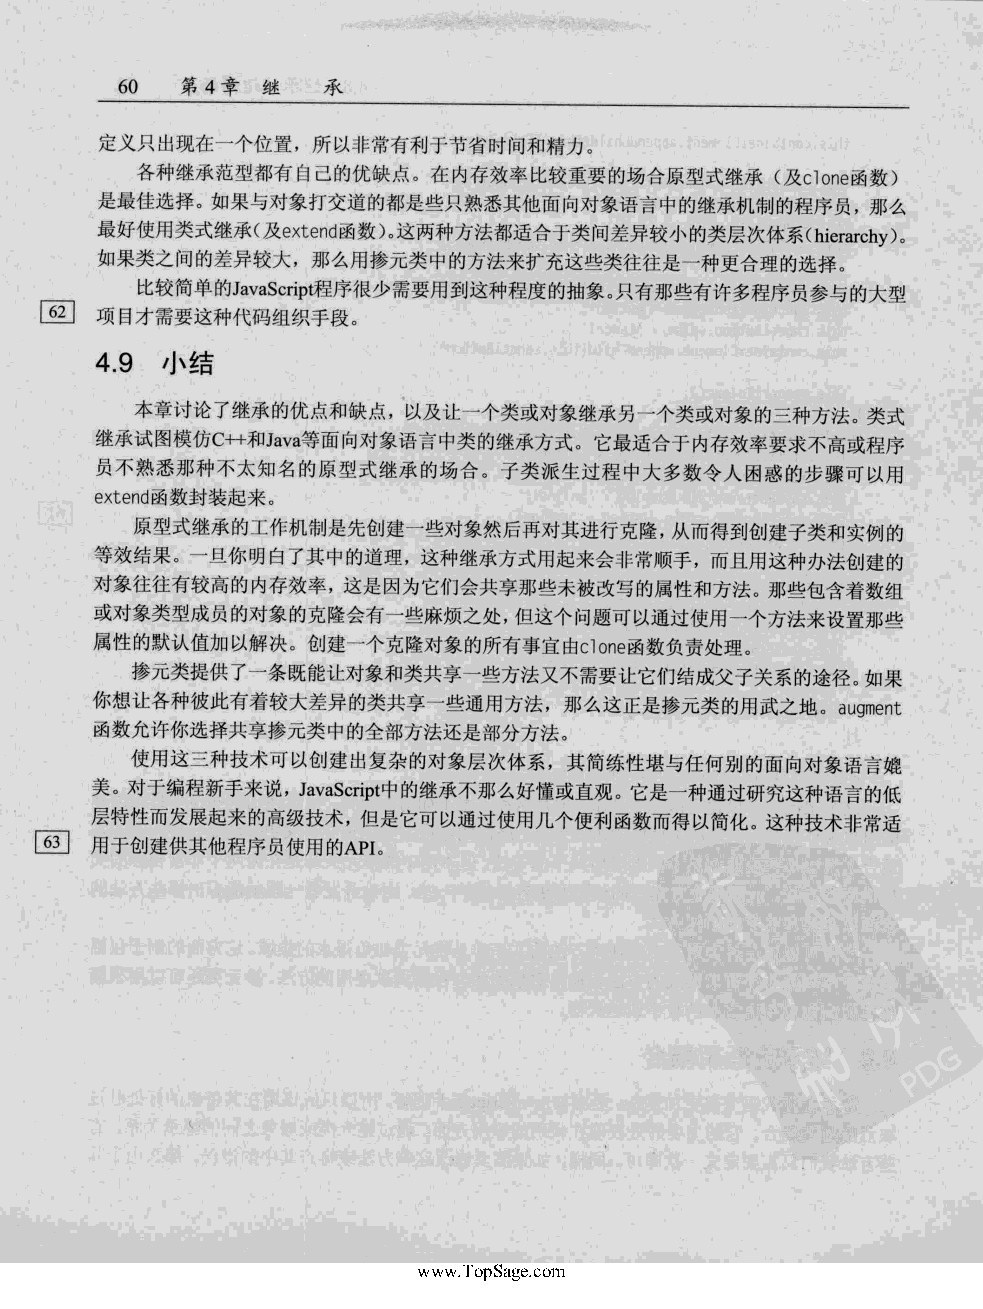 60 第4章 继 承
定义只出现在一个位置，所以非常有利于节省时间和精力。
各种继承范型都有自己的优缺点。在内存效率比较重要的场合原型式继承（及clone函数）
是最佳选择。如果与对象打交道的都是些只熟悉其他面向对象语言中的继承机制的程序员，那么
最好使用类式继承（及extend函数）。这两种方法都适合于类间差异较小的类层次体系（hierarchy）。
如果类之间的差异较大，那么用掺元类中的方法来扩充这些类往往是一种更合理的选择。
比较简单的JavaScript程序很少需要用到这种程度的抽象。只有那些有许多程序员参与的大型
62 项目才需要这种代码组织手段。
4.9 小结
本章讨论了继承的优点和缺点，以及让一个类或对象继承另一个类或对象的三种方法。类式
继承试图模仿C++和Java等面向对象语言中类的继承方式。它最适合于内存效率要求不高或程序
员不熟悉那种不太知名的原型式继承的场合。子类派生过程中大多数令人困惑的步骤可以用
extend函数封装起来。
原型式继承的工作机制是先创建一些对象然后再对其进行克隆，从而得到创建子类和实例的
等效结果。一旦你明白了其中的道理，这种继承方式用起来会非常顺手，而且用这种办法创建的
对象往往有较高的内存效率，这是因为它们会共享那些未被改写的属性和方法。那些包含着数组
或对象类型成员的对象的克隆会有一些麻烦之处，但这个问题可以通过使用一个方法来设置那些
属性的默认值加以解决。创建一个克隆对象的所有事宜由clone函数负责处理。
掺元类提供了一条既能让对象和类共享一些方法又不需要让它们结成父子关系的途径。如果
你想让各种彼此有着较大差异的类共享一些通用方法，那么这正是掺元类的用武之地。augment
函数允许你选择共享掺元类中的全部方法还是部分方法。
使用这三种技术可以创建出复杂的对象层次体系，其简练性堪与任何别的面向对象语言媲
美。对于编程新手来说，JavaScript中的继承不那么好懂或直观。它是一种通过研究这种语言的低
层特性而发展起来的高级技术，但是它可以通过使用几个便利函数而得以简化。这种技术非常适
63 用于创建供其他程序员使用的API。
PDG
www.TopSage.com